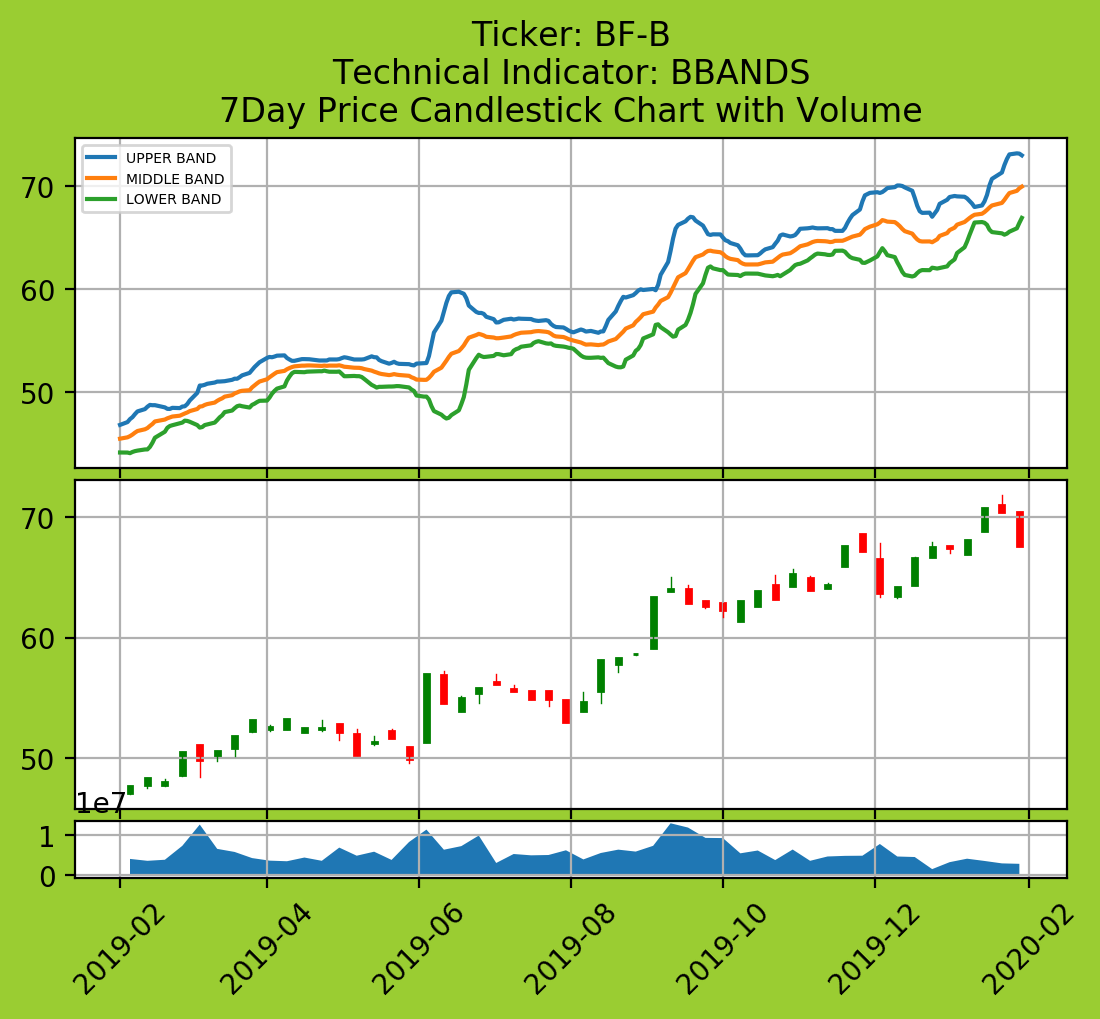 Ticker: BF-B
Technical Indicator: BBANDS
7Day Price Candlestick Chart with Volume
UPPER BAND
MIDDLE BAND
LOWER BAND
70
60
50
70
60
50
1e7
1
0
2019-02
2019-04
2019-06
2019-08
2019-10
2019-12
2020-02